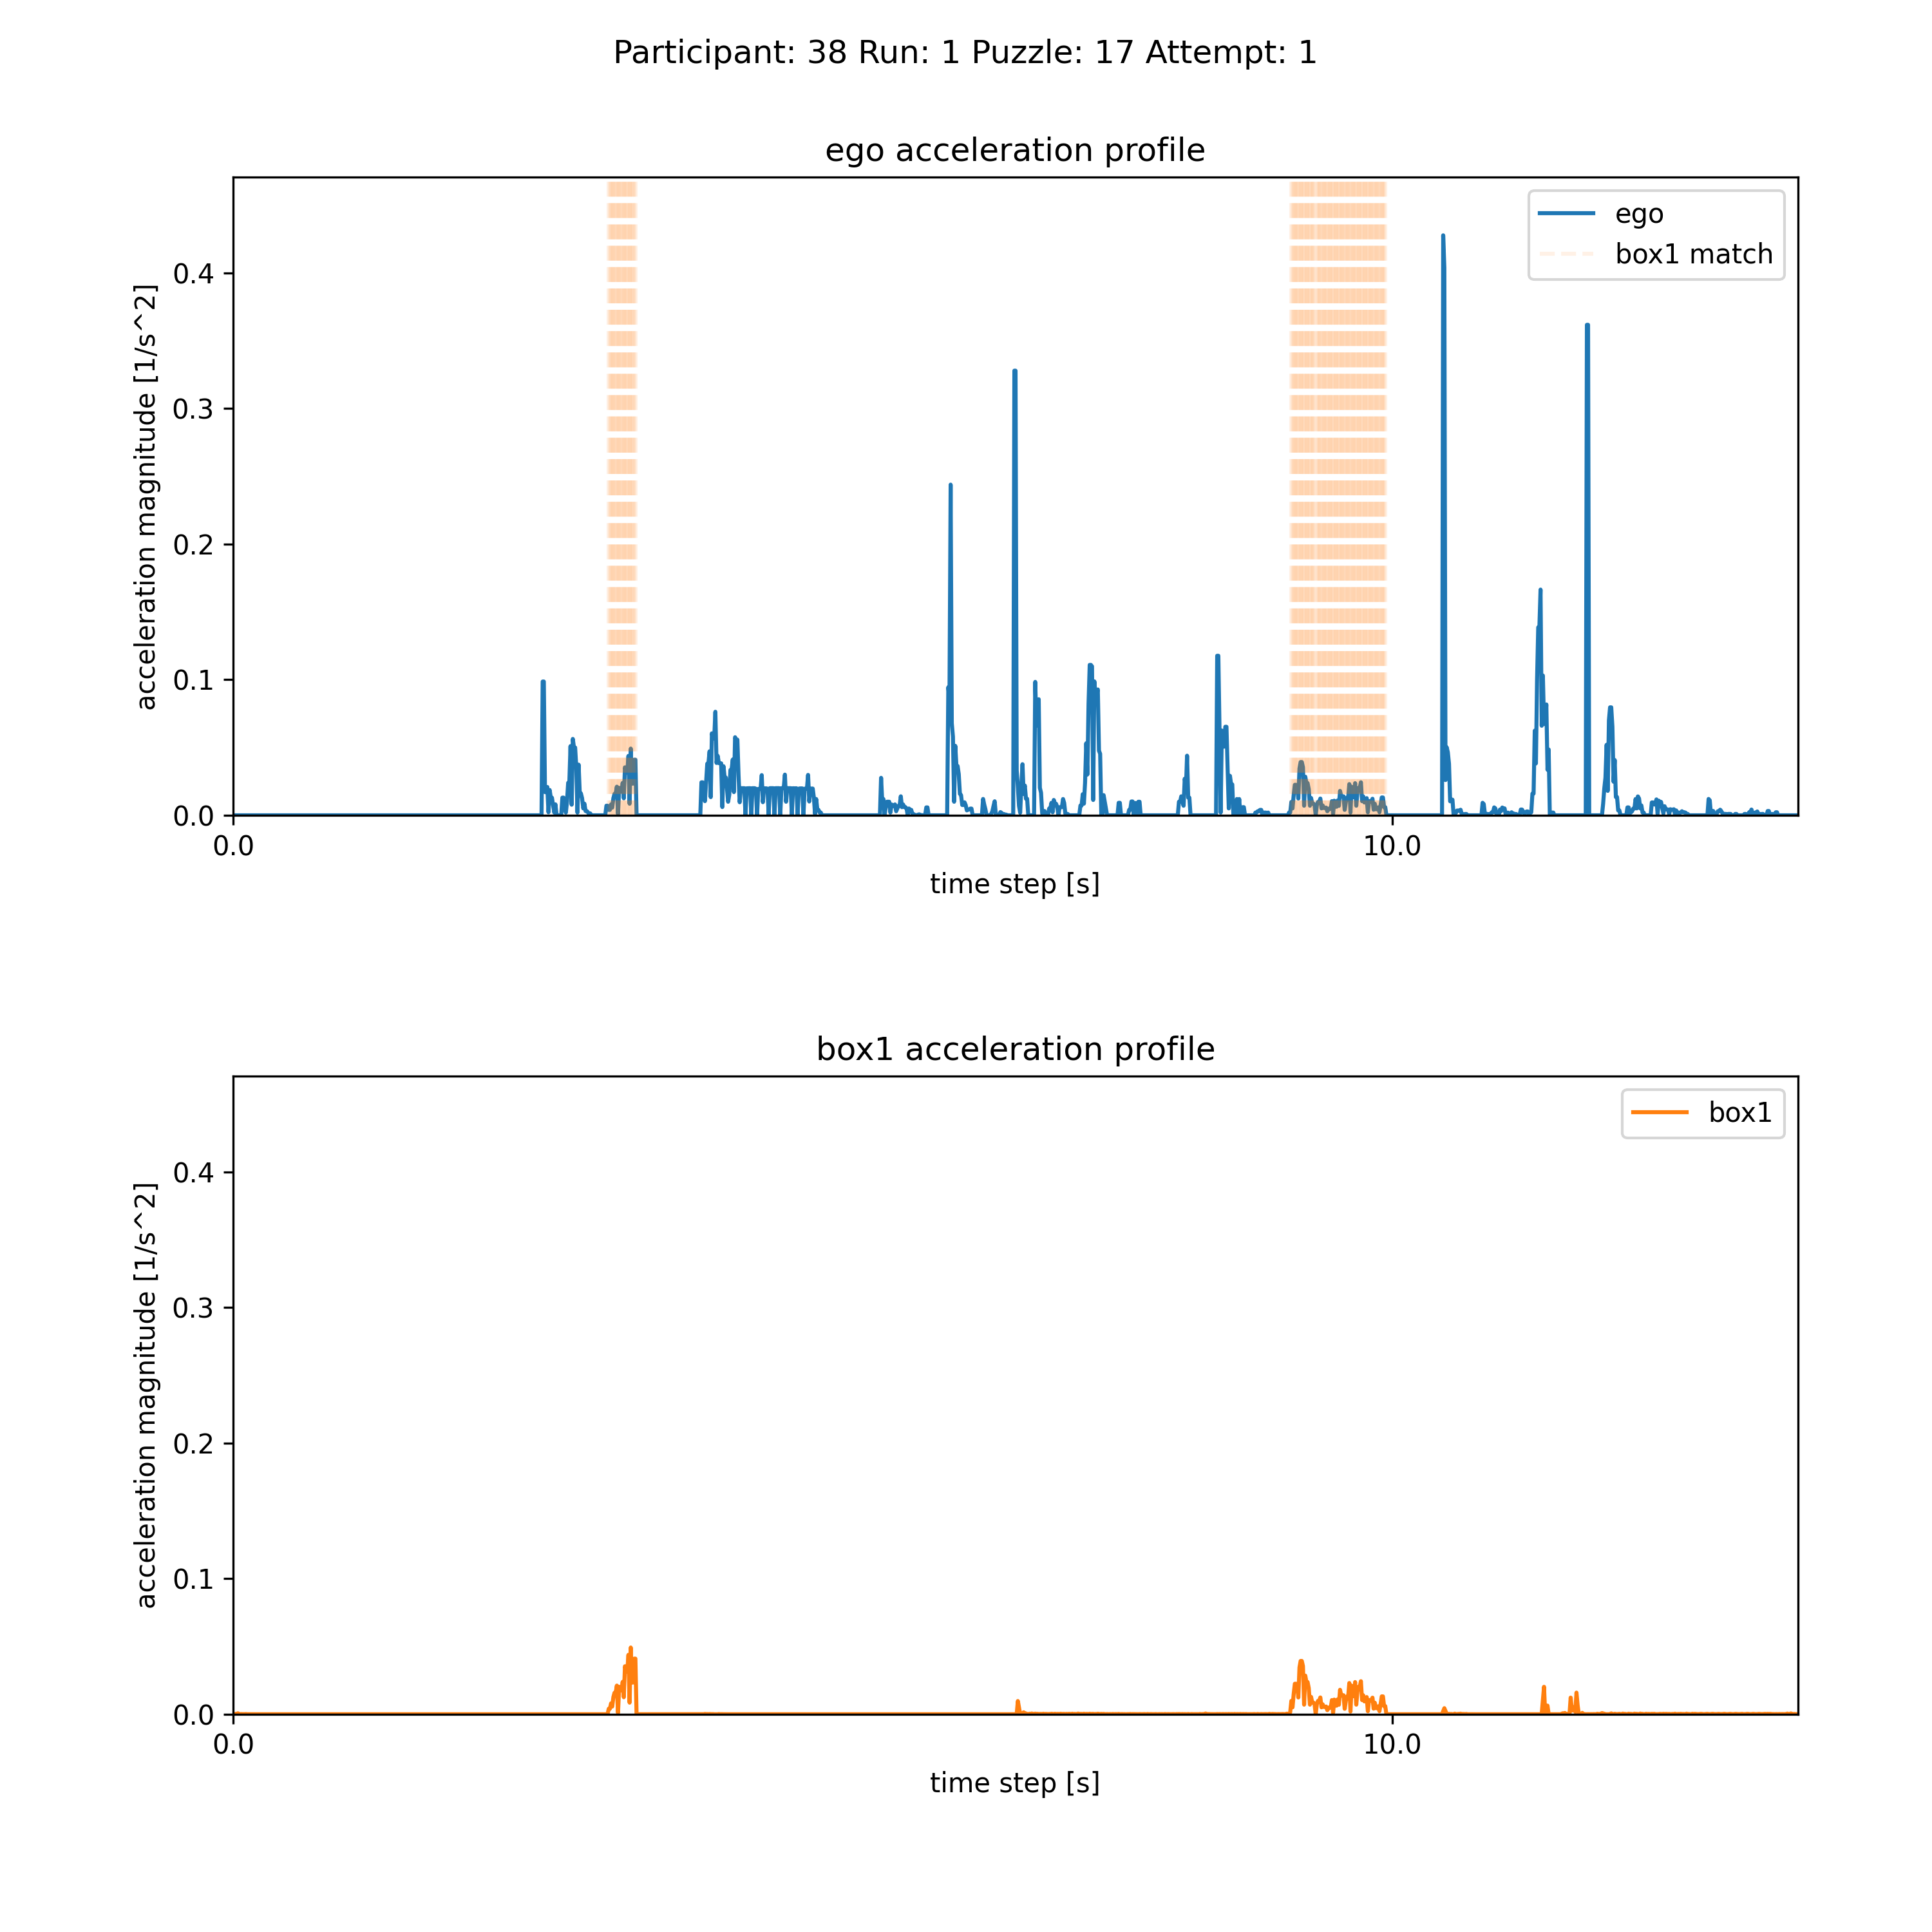 Participant: 38 Run: 1 Puzzle: 17 Attempt: 1
ego acceleration profile
acceleration magnitude [1/s^2]
0.4
0.3
0.2
0.1
0.0
ego
box1 match
0.0
10.0
time step [s]
box1 acceleration profile
acceleration magnitude [1/s^2]
0.4
0.3
0.2
0.1
0.0
box1
0.0
10.0
time step [s]